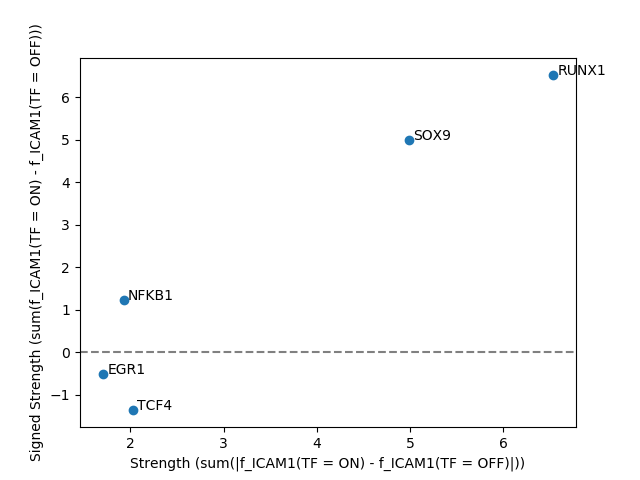 Signed Strength (sum(f_ICAM1(TF = ON) - f_ICAM1(TF = OFF)))
6
5
4
3
2
1
0
−1
RUNX1
SOX9
NFKB1
EGR1
TCF4
2
3
4
5
6
Strength (sum(|f_ICAM1(TF = ON) - f_ICAM1(TF = OFF)|))